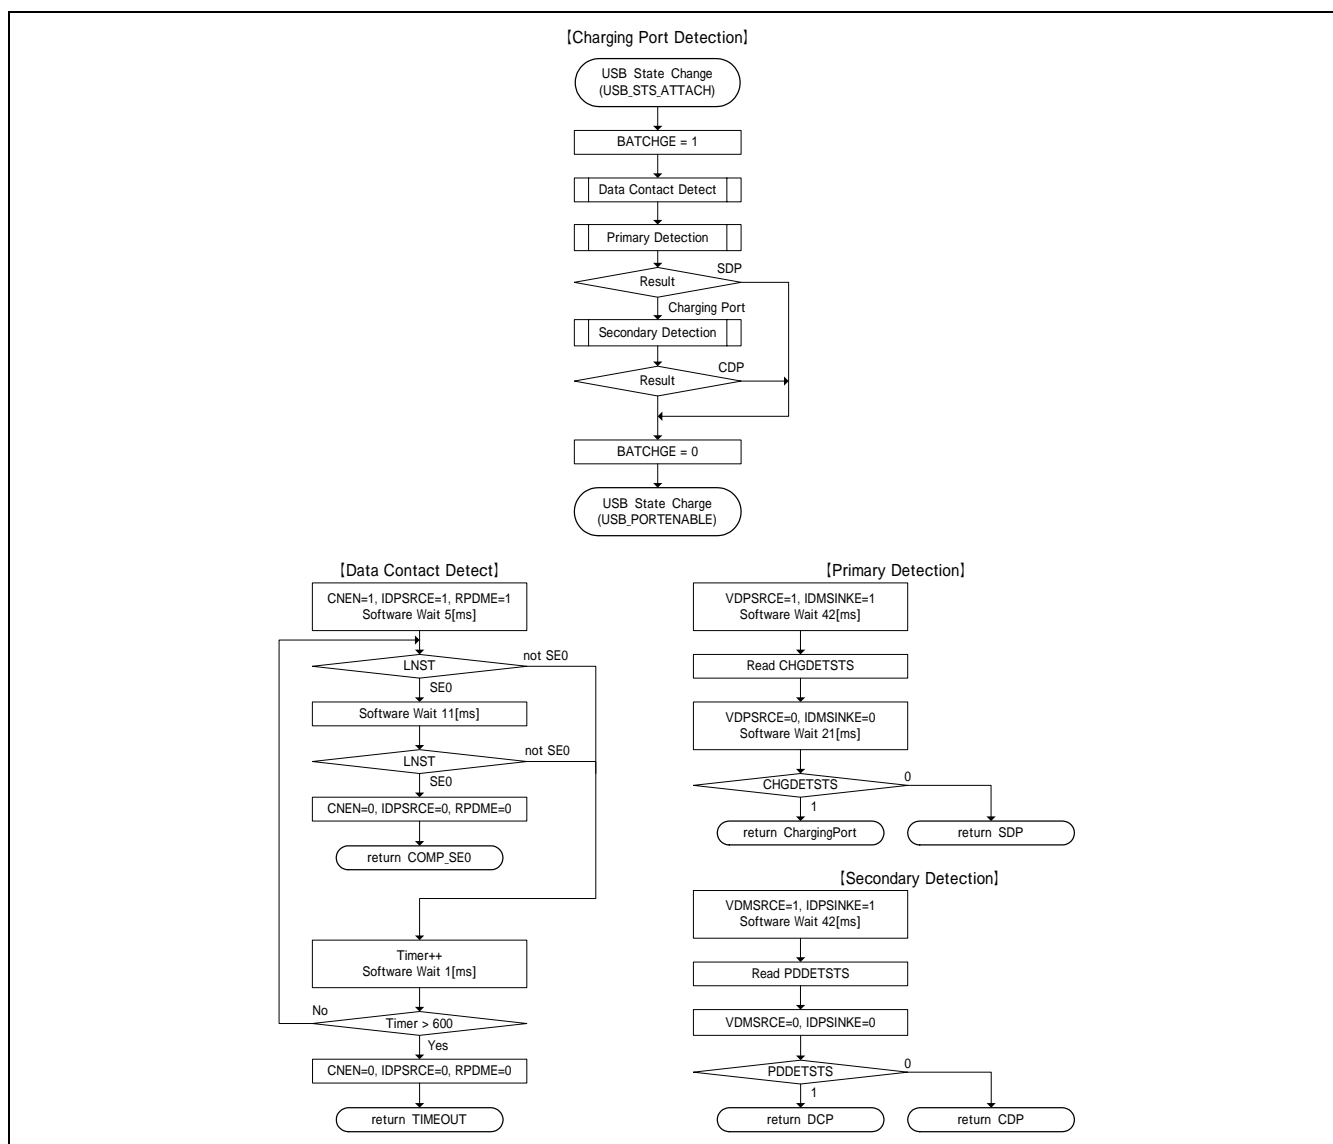 【Charging Port Detection】
USB State Change
(USB_STS_ATTACH)
BATCHGE = 1
Data Contact Detect
Primary Detection
SDP
Result
Charging Port
Secondary Detection
CDP
Result
BATCHGE = 0
USB State Charge
(USB_PORTENABLE)
【Data Contact Detect】
CNEN=1, IDPSRCE=1, RPDME=1
Software Wait 5[ms]
not SE0
LNST
SE0
Software Wait 11[ms]
not SE0
LNST
SE0
CNEN=0, IDPSRCE=0, RPDME=0
return COMP_SE0
Timer++
Software Wait 1[ms]
No
Timer > 600
Yes
CNEN=0, IDPSRCE=0, RPDME=0
return TIMEOUT
【Primary Detection】
VDPSRCE=1, IDMSINKE=1
Software Wait 42[ms]
Read CHGDETSTS
VDPSRCE=0, IDMSINKE=0
Software Wait 21[ms]
0
CHGDETSTS
1
return ChargingPort
return SDP
【Secondary Detection】
VDMSRCE=1, IDPSINKE=1
Software Wait 42[ms]
Read PDDETSTS
VDMSRCE=0, IDPSINKE=0
0
PDDETSTS
1
return DCP
return CDP